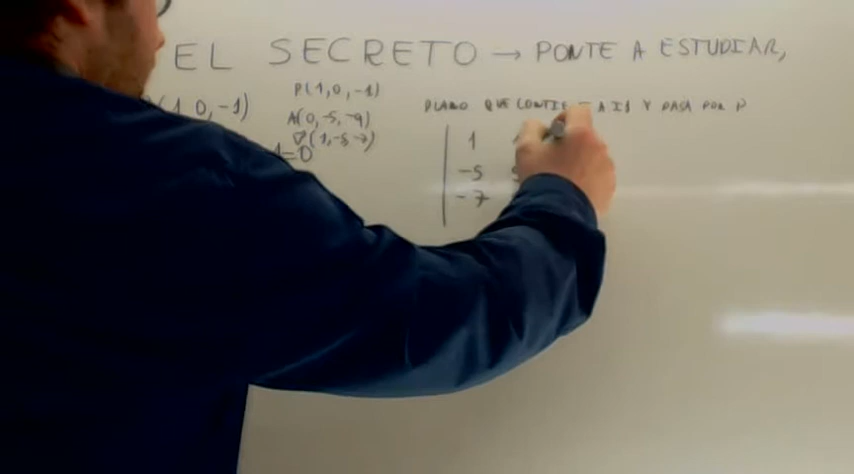 EL SECRETO → PONTE A ESTUDIAR,
P(1,0,-1)
(1,0,-1)
A(0,-5,-9)
V(1,-5-7)
=0
PLANO QUE Y PASA POR P
1
-5
-7